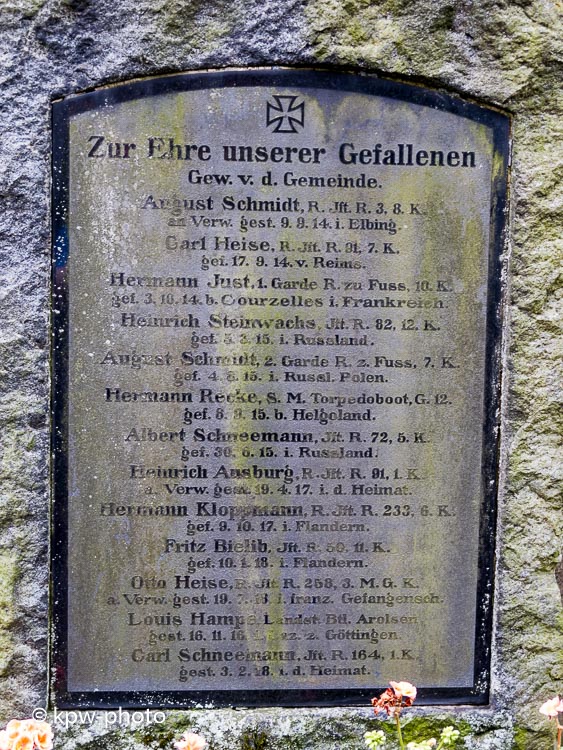 Zur Ehre unserer Gefallenen
Gew. v. d. Gemeinde.
August Schmidt, R. Jft. R. 3, 8. K.
an Verw. gest. 9. 9. 14. i. Elbing.
Carl Heise, R. Jft. R. 91, 7. K.
gef. 17. 9. 14. v. Reims.
Hermann Just, 1. Garde R. zu Fuss, 10. K.
gef. 3. 10. 14. b. Courzelles i. Frankreich.
Heinrich Steinwachs, Jft. R. 82, 12. K.
gef. 5. 3. 15. i. Russland.
August Schmidt, 2. Garde R. z. Fuss, 7. K.
gef. 4. 15. i. Russl. Polen.
Hermann Recke, S. M. Torpedoboot, G. 12.
gef. 8. 9. 15. b. Helgoland.
Albert Schneemann, Jft. R. 72, 5. K.
gef. 30. 6. 15. i. Russland.
Heinrich Ausburg, R. Jft. R. 91, 1. K.
a. Verw. gest. 19. 4. 17. i. d. Heimat.
Hermann Kloppmann, R. Jft. R. 233, 6. K.
gef. 9. 10. 17. i. Flandern.
Fritz Bielib, Jft. R. 11. K.
gef. 10. 1. 18. i. Flandern.
Otto Heise, R. Jft. R. 258, 3. M. G. K.
a. Verw. gest. 19. 7. 18. i. franz. Gefangensch.
Louis Hampe, Landst. Btl. Arolsen
gest. 16. 11. 16. i. Göttingen.
Carl Schneemann, Jft. R. 164, 1. K.
gest. 3. 2. 18. i. d. Heimat.
© kpw-photo